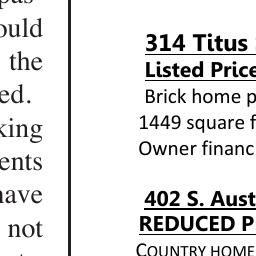 ould
the
ed.
king
ents
have
not
314 Titus
Listed Price
Brick home p
1449 square f
Owner financ
402 S. Aust
REDUCED P
COUNTRY HOME